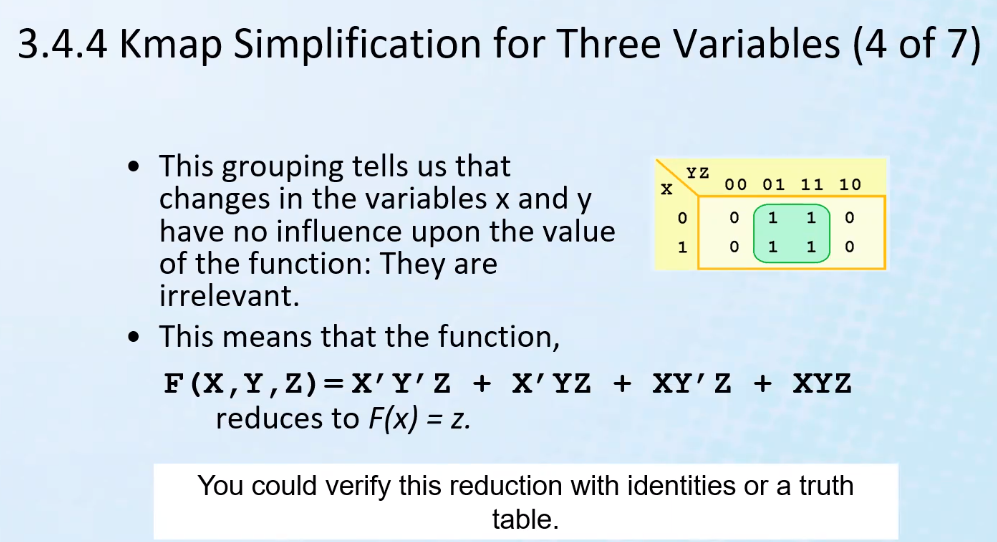 3.4.4 Kmap Simplification for Three Variables (4 of 7)
• This grouping tells us that
changes in the variables x and y
have no influence upon the value
of the function: They are
irrelevant.
YZ
X 00 01 11 10
0 0 1 1 0
1 0 1 1 0
• This means that the function,
F(X,Y,Z)=X′Y′Z + X′YZ + XY′Z + XYZ
reduces to F(x) = z.
You could verify this reduction with identities or a truth
table.